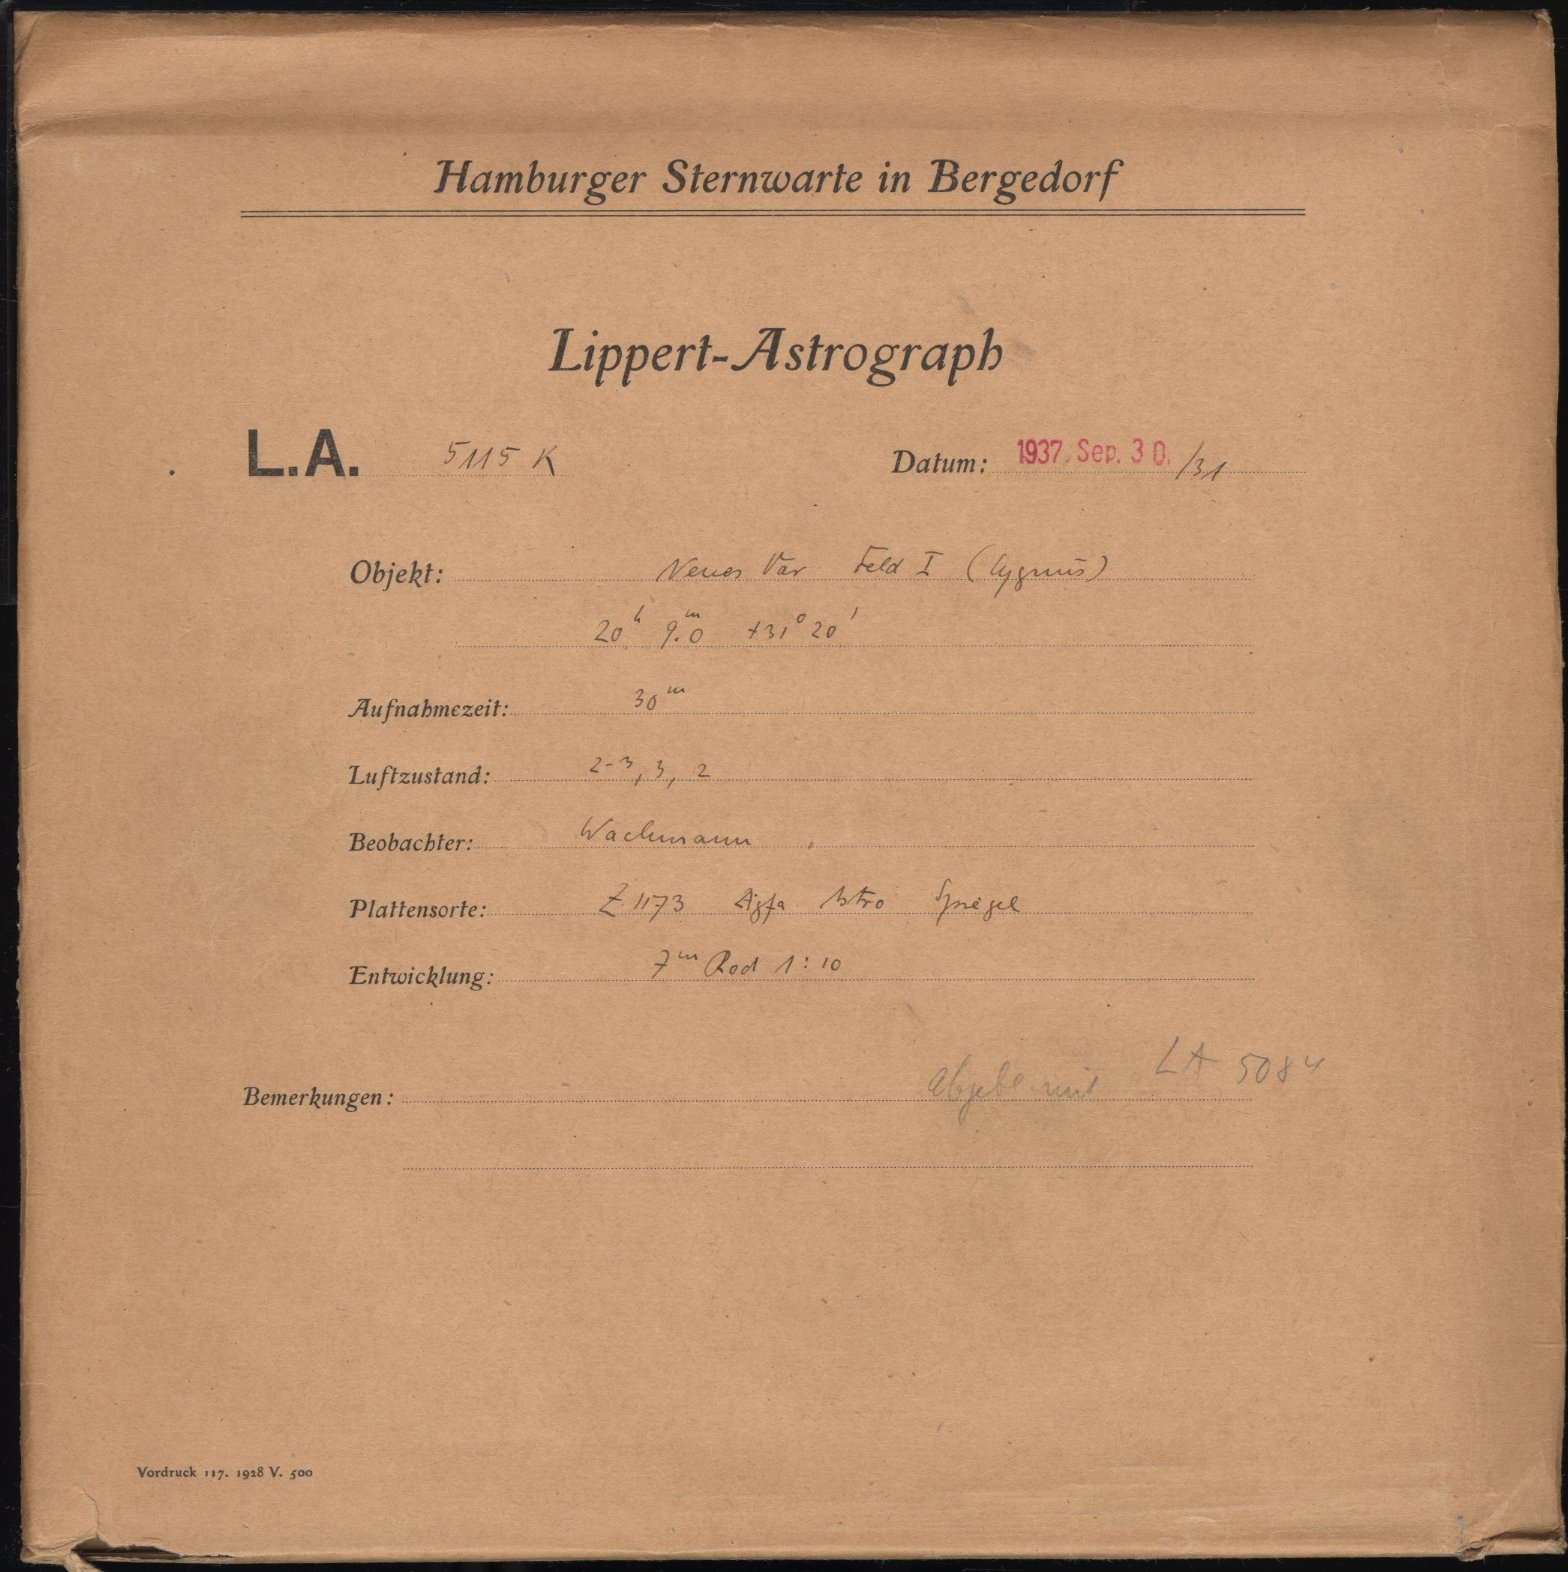 Hamburger Sternwarte in Bergedorf
Lippert-Astrograph
L.A. 5115 K Datum: 1937 Sep. 30. /31
Objekt: Neues Var Feld I (Cygnus)
20ʰ 9.ᵐ0 +31° 20'
Aufnahmezeit: 30ᵐ
Luftzustand: 2-3, 3, 2
Beobachter: Wachmann
Plattensorte: Z 1173 Agfa Astro Spiegel
Entwicklung: 7ᵐ Rod 1:10
Bemerkungen: mit LA 5084
Vordruck 117. 1928 V. 500